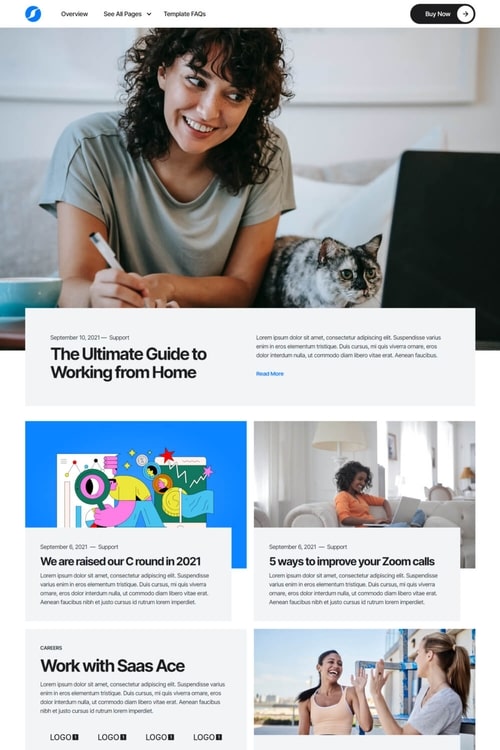 Overview See All Pages Template FAQs Buy Now
September 10, 2021 — Support
The Ultimate Guide to
Working from Home
Lorem ipsum dolor sit amet, consectetur adipiscing elit. Suspendisse
enim in eros elementum tristique. Duis cursus, mi quis viverra ornare, eros
dolor interdum nulla, ut commodo diam libero vitae erat. Aenean faucibus.
Read More
September 6, 2021 — Support
We are raised our C round in 2021
Lorem ipsum dolor sit amet, consectetur adipiscing elit. Suspendisse
enim in eros elementum tristique. Duis cursus, mi quis viverra
ornare, eros dolor interdum nulla, ut commodo diam libero vitae erat.
Aenean faucibus nibh et justo cursus id rutrum lorem imperdiet.
September 6, 2021 — Support
5 ways to improve your Zoom calls
Lorem ipsum dolor sit amet, consectetur adipiscing elit. Suspendisse
enim in eros elementum tristique. Duis cursus, mi quis viverra
ornare, eros dolor interdum nulla, ut commodo diam libero vitae erat.
Aenean faucibus nibh et justo cursus id rutrum lorem imperdiet.
CAREERS
Work with Saas Ace
Lorem ipsum dolor sit amet, consectetur adipiscing elit. Suspendisse
enim in eros elementum tristique. Duis cursus, mi quis viverra ornare, eros
dolor interdum nulla, ut commodo diam libero vitae erat. Aenean faucibus
nibh et justo cursus id rutrum lorem imperdiet.
LOGO LOGO LOGO LOGO